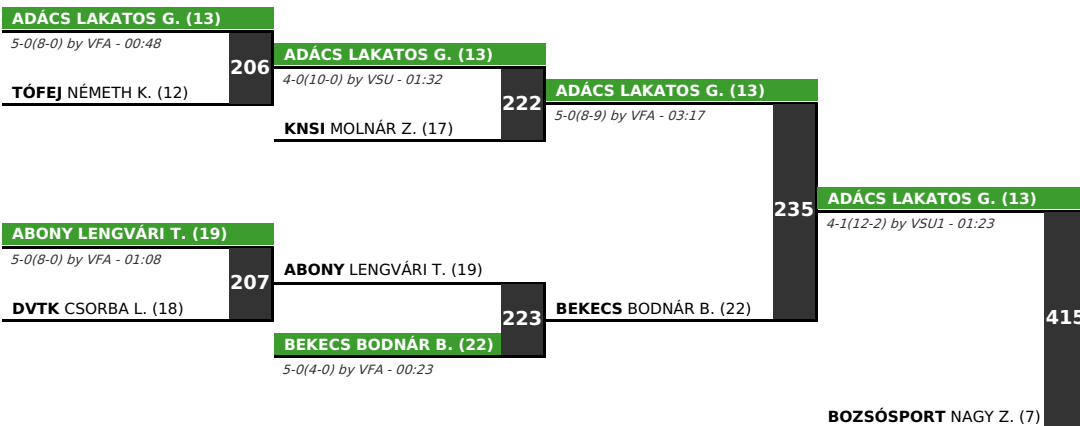 ADÁCS LAKATOS G. (13)
5-0(8-0) by VFA - 00:48
206
TÓFEJ NÉMETH K. (12)
ADÁCS LAKATOS G. (13)
4-0(10-0) by VSU - 01:32
222
KNSI MOLNÁR Z. (17)
ADÁCS LAKATOS G. (13)
5-0(8-9) by VFA - 03:17
235
ADÁCS LAKATOS G. (13)
4-1(12-2) by VSU1 - 01:23
ABONY LENGVÁRI T. (19)
5-0(8-0) by VFA - 01:08
207
DVTK CSORBA L. (18)
ABONY LENGVÁRI T. (19)
223
BEKECS BODNÁR B. (22)
5-0(4-0) by VFA - 00:23
BEKECS BODNÁR B. (22)
415
BOZSÓSPORT NAGY Z. (7)